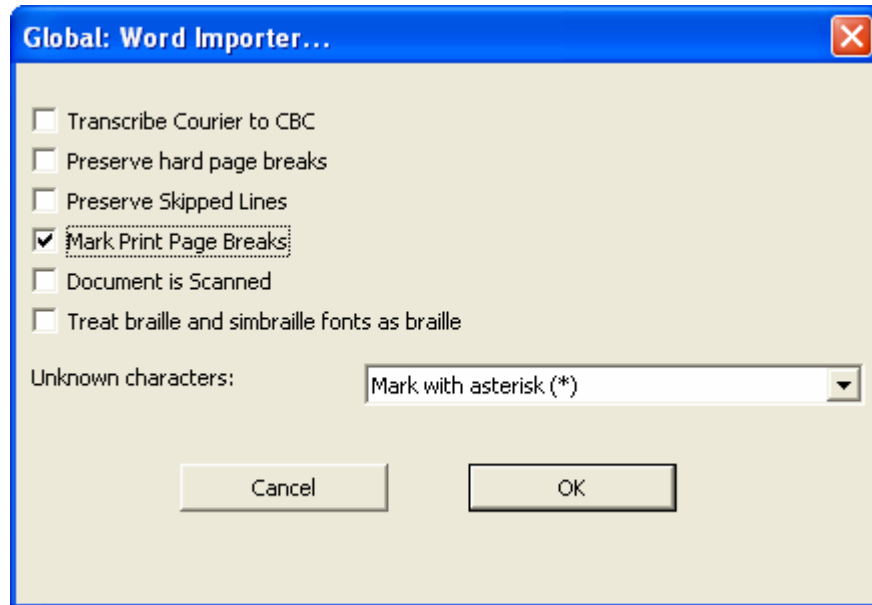 Global: Word Importer...
Transcribe Courier to CBC
Preserve hard page breaks
Preserve Skipped Lines
Mark Print Page Breaks
Document is Scanned
Treat braille and simbraille fonts as braille
Unknown characters: Mark with asterisk (*)
Cancel OK